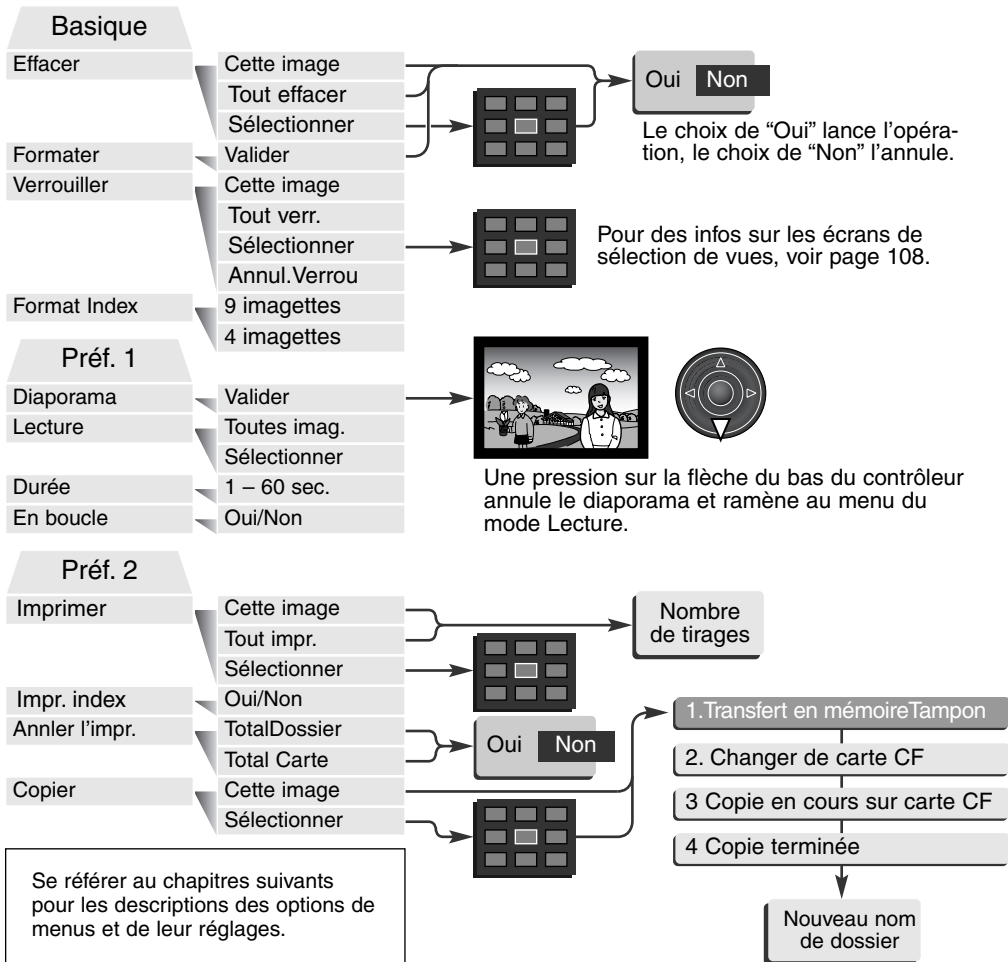 Basique
Effacer
Cette image
Tout effacer
Sélectionner
Oui Non
Le choix de “Oui” lance l’opéra-
tion, le choix de “Non” l’annule.
Formater
Valider
Verrouiller
Cette image
Tout verr.
Sélectionner
Annul.Verrou
Pour des infos sur les écrans de
sélection de vues, voir page 108.
Format Index
9 imagettes
4 imagettes
Préf. 1
Diaporama
Valider
Lecture
Toutes imag.
Sélectionner
Durée
1 – 60 sec.
En boucle
Oui/Non
Une pression sur la flèche du bas du contrôleur
annule le diaporama et ramène au menu du
mode Lecture.
Préf. 2
Imprimer
Cette image
Tout impr.
Sélectionner
Nombre
de tirages
Impr. index
Oui/Non
Annler l’impr.
TotalDossier
Total Carte
Oui Non
Copier
Cette image
Sélectionner
1.Transfert en mémoireTampon
2. Changer de carte CF
3 Copie en cours sur carte CF
4 Copie terminée
Nouveau nom
de dossier
Se référer au chapitres suivants
pour les descriptions des options de
menus et de leur réglages.